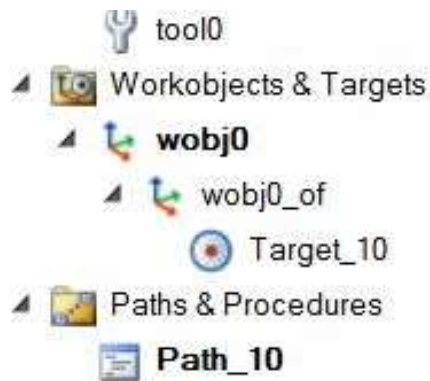 tool0
Workobjects & Targets
wobj0
wobj0_of
Target_10
Paths & Procedures
Path_10